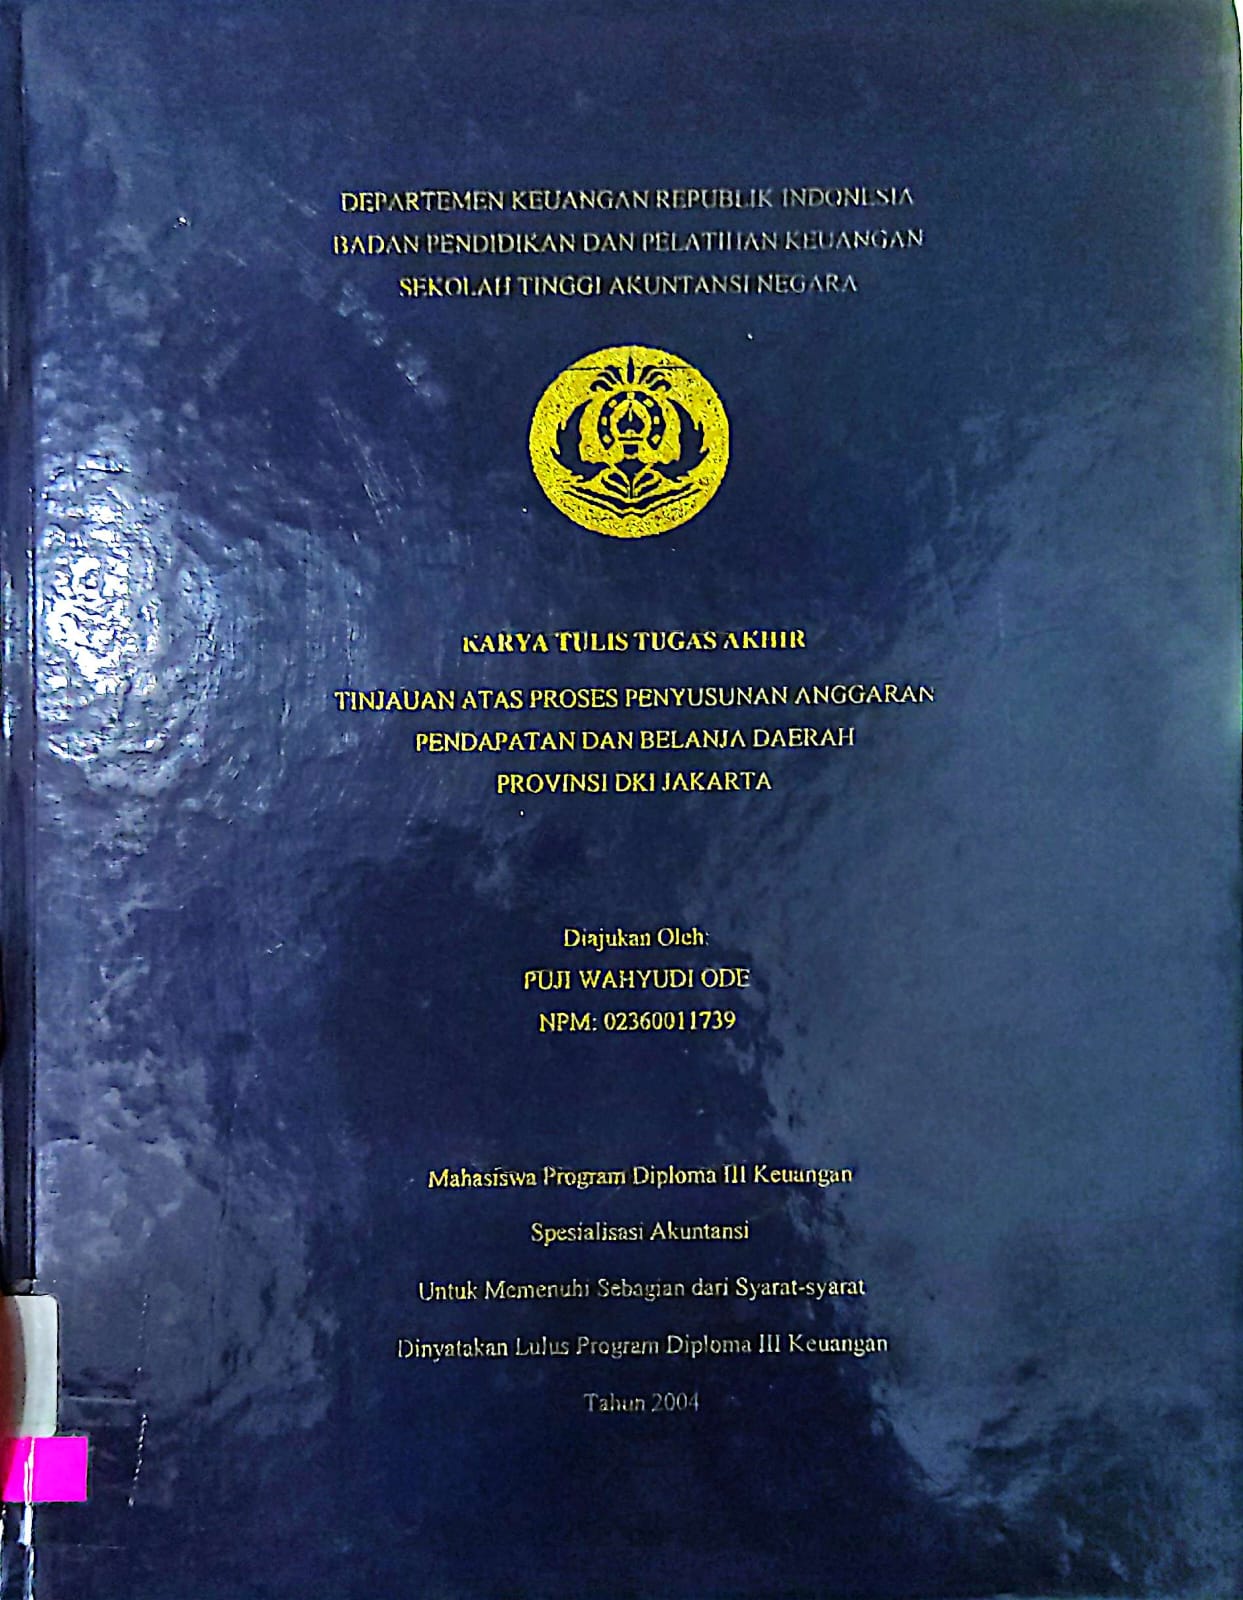 DEPARTEMEN KEUANGAN REPUBLIK INDONESIA
BADAN PENDIDIKAN DAN PELATIHAN KEUANGAN
SEKOLAH TINGGI AKUNTANSI NEGARA
KARYA TULIS TUGAS AKHIR
TINJAUAN ATAS PROSES PENYUSUNAN ANGGARAN
PENDAPATAN DAN BELANJA DAERAH
PROVINSI DKI JAKARTA
Diajukan Oleh:
PUJI WAHYUDI ODE
NPM: 02360011739
Mahasiswa Program Diploma III Keuangan
Spesialisasi Akuntansi
Untuk Memenuhi Sebagian dari Syarat-syarat
Dinyatakan Lulus Program Diploma III Keuangan
Tahun 2004